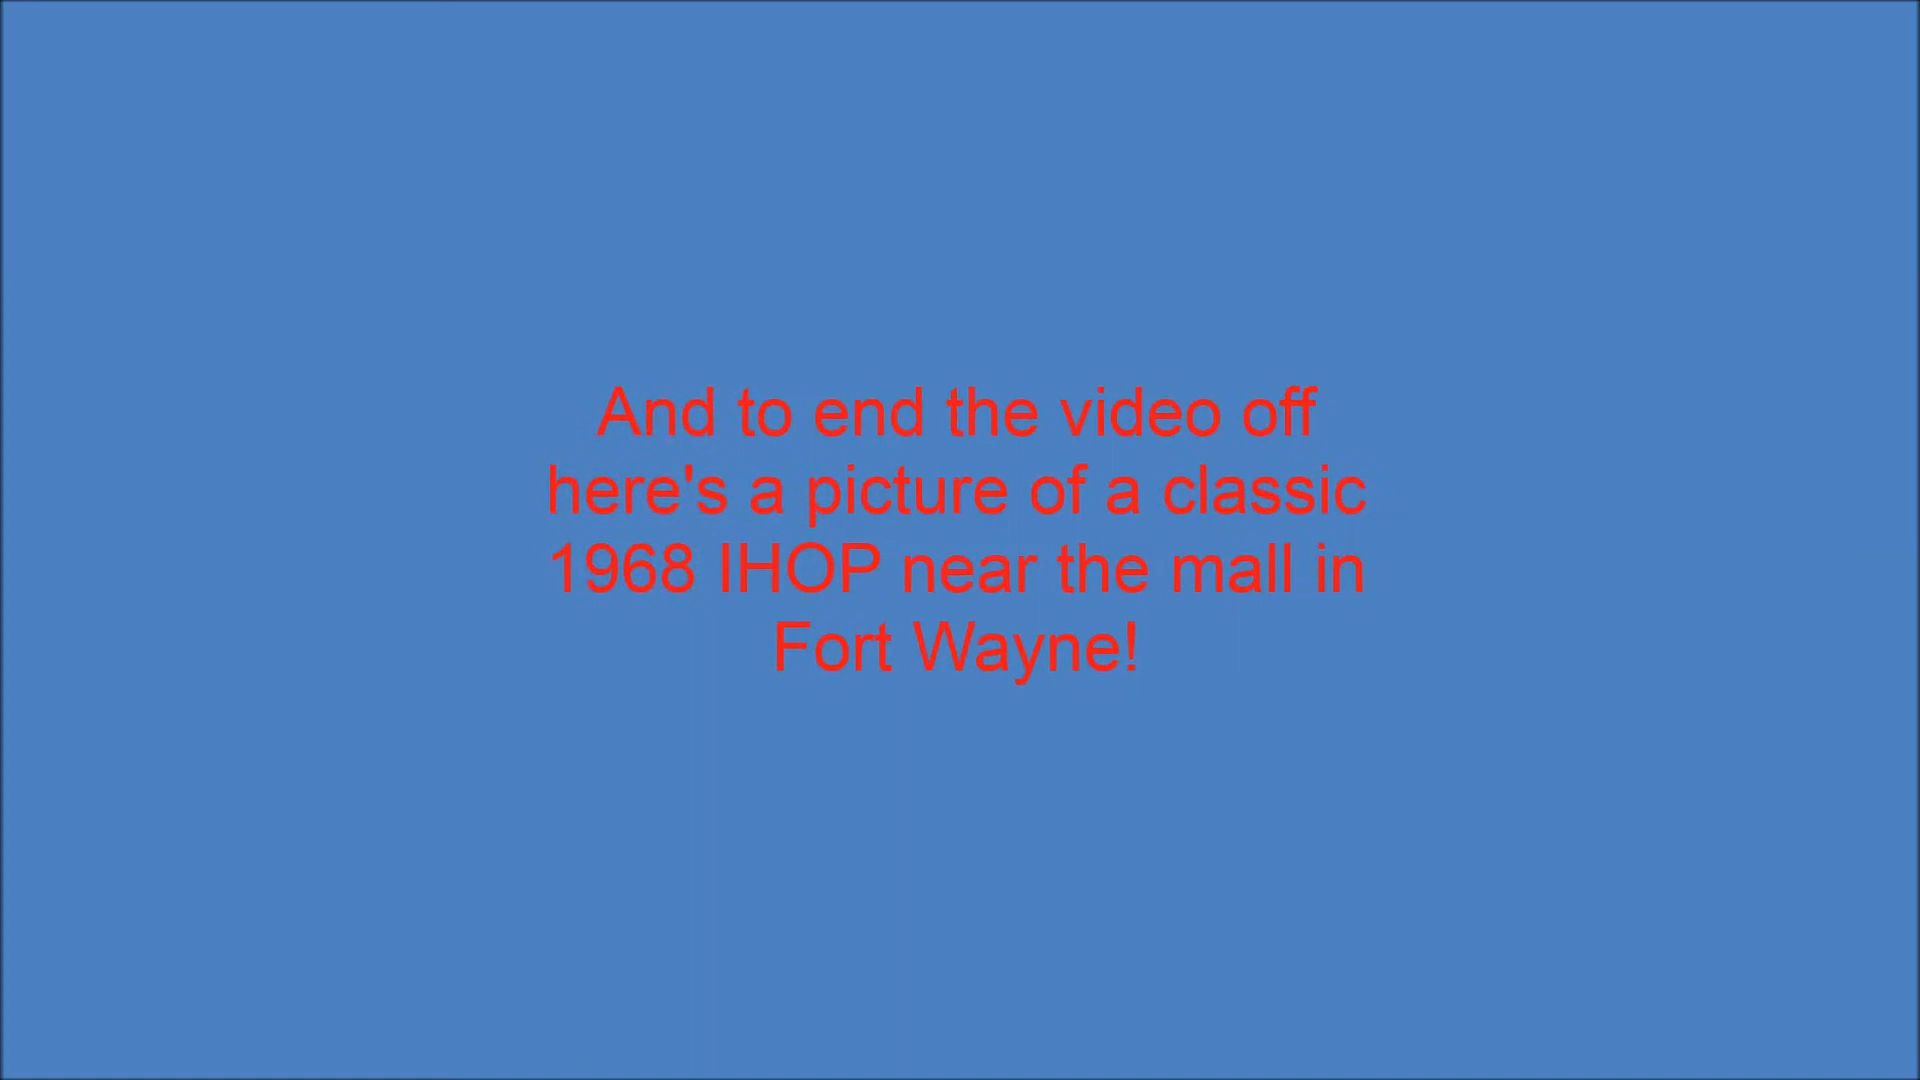 And to end the video off
here's a picture of a classic
1968 IHOP near the mall in
Fort Wayne!